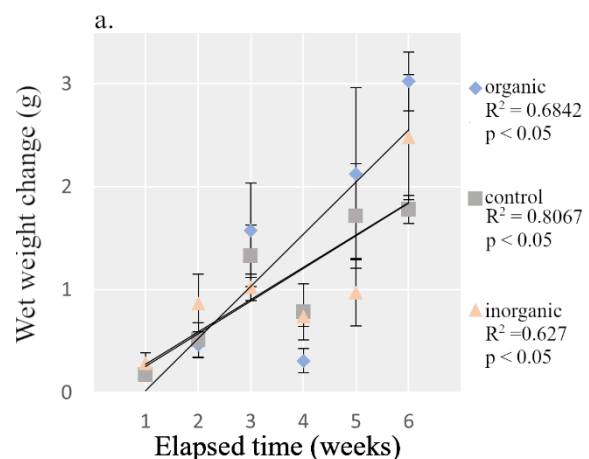 a.
Wet weight change (g)
3
2
1
0
1 2 3 4 5 6
Elapsed time (weeks)
organic
R² = 0.6842
p < 0.05
control
R² = 0.8067
p < 0.05
inorganic
R² =0.627
p < 0.05